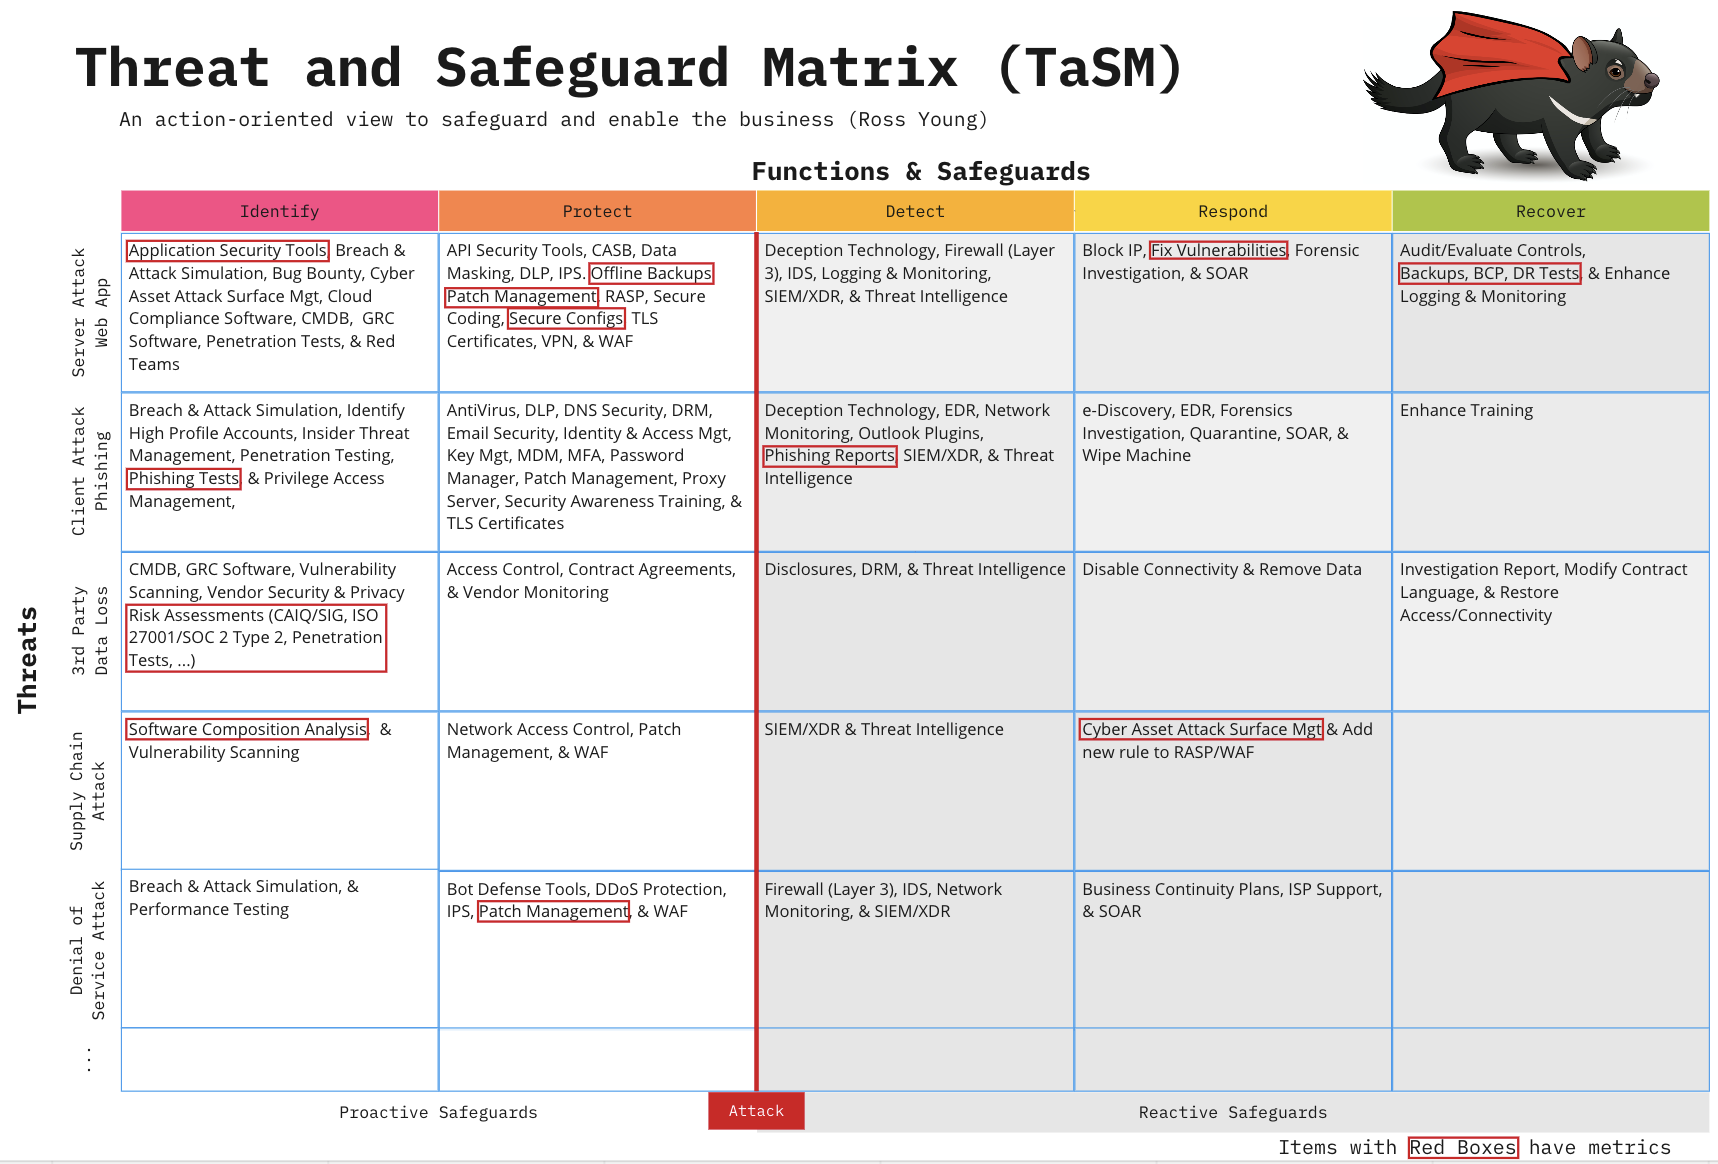 Threat and Safeguard Matrix (TaSM)
An action-oriented view to safeguard and enable the business (Ross Young)
Functions & Safeguards
Identify
Protect
Detect
Respond
Recover
Threats
Server Attack
Web App
Application Security Tools, Breach &
Attack Simulation, Bug Bounty, Cyber
Asset Attack Surface Mgt, Cloud
Compliance Software, CMDB, GRC
Software, Penetration Tests, & Red
Teams
API Security Tools, CASB, Data
Masking, DLP, IPS. Offline Backups
Patch Management, RASP, Secure
Coding, Secure Configs, TLS
Certificates, VPN, & WAF
Deception Technology, Firewall (Layer
3), IDS, Logging & Monitoring,
SIEM/XDR, & Threat Intelligence
Block IP, Fix Vulnerabilities, Forensic
Investigation, & SOAR
Audit/Evaluate Controls,
Backups, BCP, DR Tests, & Enhance
Logging & Monitoring
Client Attack
Phishing
Breach & Attack Simulation, Identify
High Profile Accounts, Insider Threat
Management, Penetration Testing,
Phishing Tests, & Privilege Access
Management,
AntiVirus, DLP, DNS Security, DRM,
Email Security, Identity & Access Mgt,
Key Mgt, MDM, MFA, Password
Manager, Patch Management, Proxy
Server, Security Awareness Training, &
TLS Certificates
Deception Technology, EDR, Network
Monitoring, Outlook Plugins,
Phishing Reports, SIEM/XDR, & Threat
Intelligence
e-Discovery, EDR, Forensics
Investigation, Quarantine, SOAR, &
Wipe Machine
Enhance Training
3rd Party
Data Loss
CMDB, GRC Software, Vulnerability
Scanning, Vendor Security & Privacy
Risk Assessments (CAIQ/SIG, ISO
27001/SOC 2 Type 2, Penetration
Tests, ...)
Access Control, Contract Agreements,
& Vendor Monitoring
Disclosures, DRM, & Threat Intelligence
Disable Connectivity & Remove Data
Investigation Report, Modify Contract
Language, & Restore
Access/Connectivity
Supply Chain
Attack
Software Composition Analysis, &
Vulnerability Scanning
Network Access Control, Patch
Management, & WAF
SIEM/XDR & Threat Intelligence
Cyber Asset Attack Surface Mgt & Add
new rule to RASP/WAF
Denial of
Service Attack
Breach & Attack Simulation, &
Performance Testing
Bot Defense Tools, DDoS Protection,
IPS, Patch Management, & WAF
Firewall (Layer 3), IDS, Network
Monitoring, & SIEM/XDR
Business Continuity Plans, ISP Support,
& SOAR
...
Proactive Safeguards
Attack
Reactive Safeguards
Items with Red Boxes have metrics